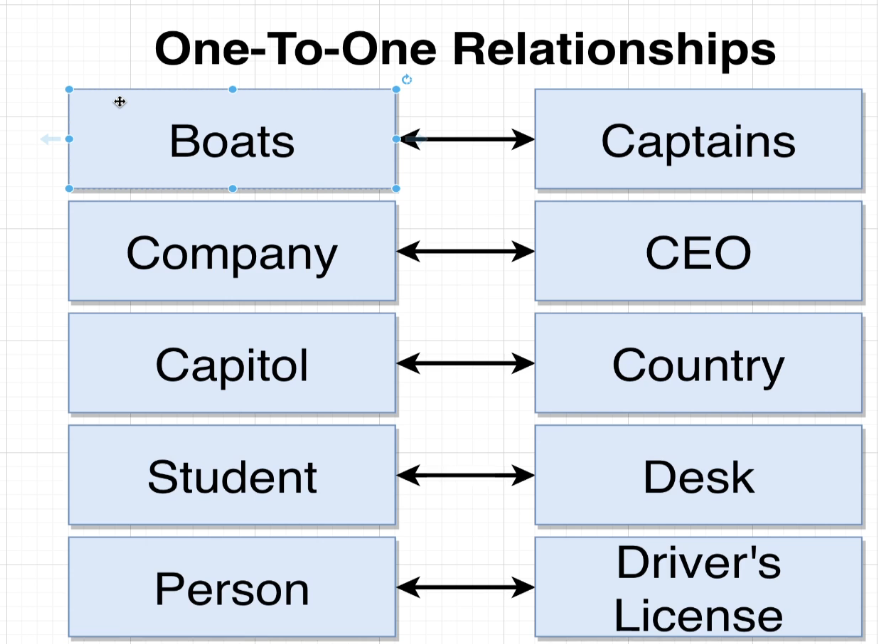 One-To-One Relationships
Boats
Captains
Company
CEO
Capitol
Country
Student
Desk
Person
Driver's
License